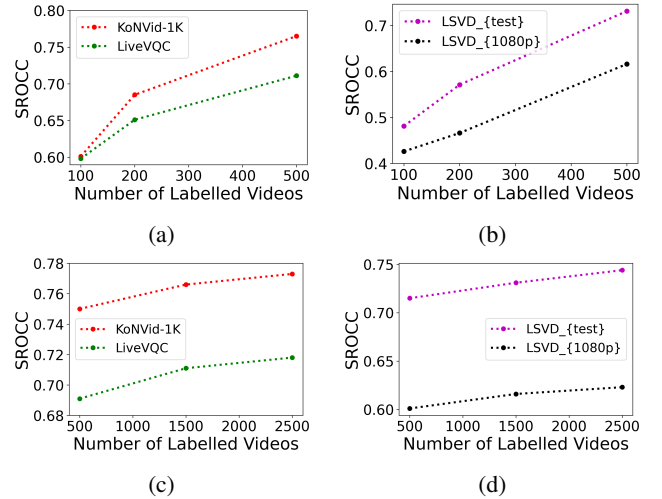 0.80
0.75
0.70
0.65
0.60
SROCC
KoNVid-1K
LiveVQC
100 200 300 400 500
Number of Labelled Videos
(a)
0.7
0.6
0.5
0.4
SROCC
LSVD_{test}
LSVD_{1080p}
100 200 300 400 500
Number of Labelled Videos
(b)
0.78
0.76
0.74
0.72
0.70
0.68
SROCC
KoNVid-1K
LiveVQC
500 1000 1500 2000 2500
Number of Labelled Videos
(c)
0.75
0.70
0.65
0.60
SROCC
LSVD_{test}
LSVD_{1080p}
500 1000 1500 2000 2500
Number of Labelled Videos
(d)